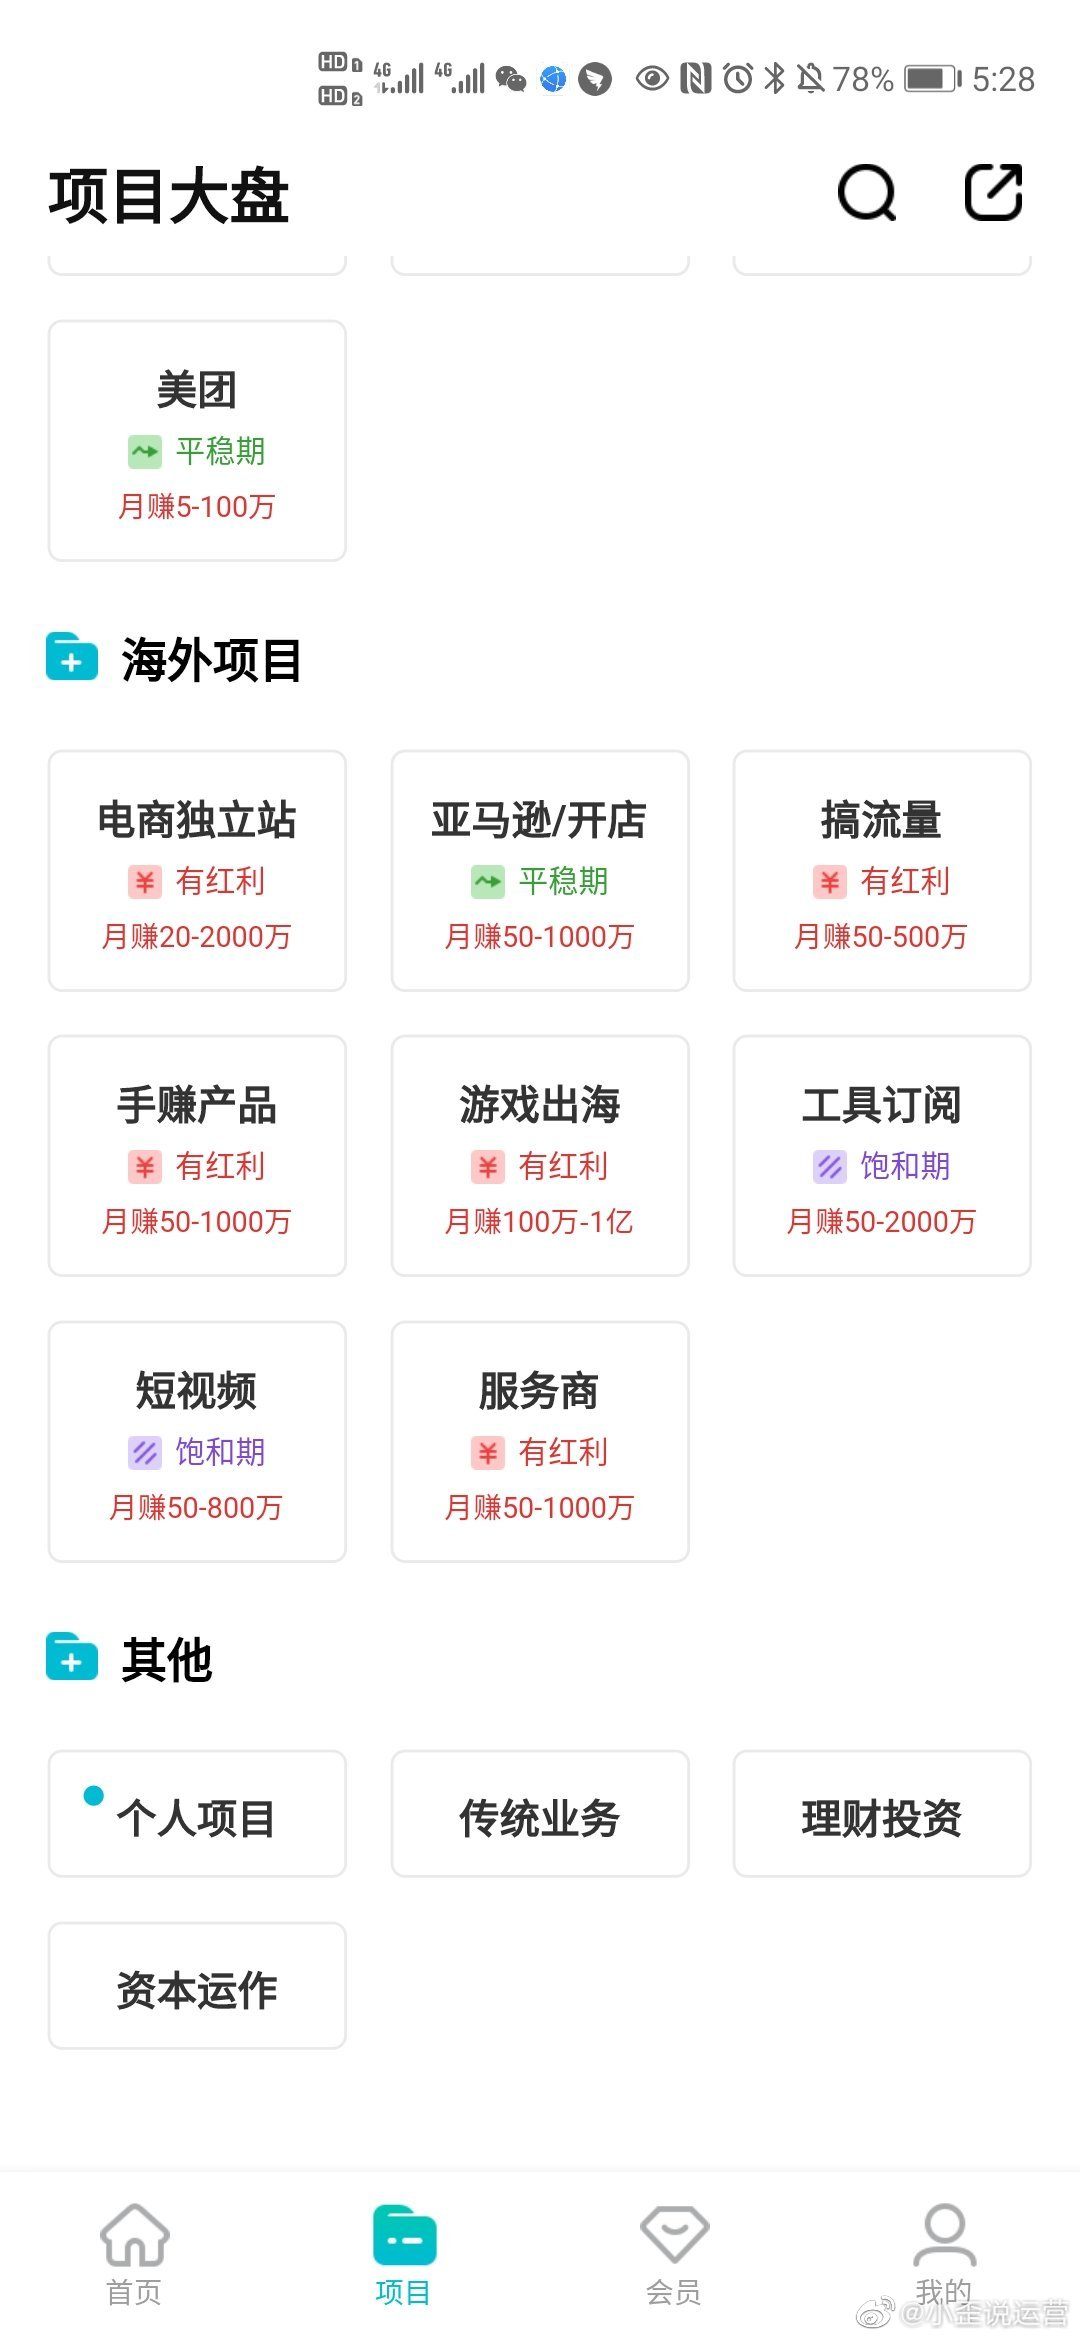 HD 1
HD 2
4G 4G 78% 5:28
项目大盘
美团
平稳期
月赚5-100万
海外项目
电商独立站 亚马逊/开店 搞流量
¥ 有红利 平稳期 ¥ 有红利
月赚20-2000万 月赚50-1000万 月赚50-500万
手赚产品 游戏出海 工具订阅
¥ 有红利 ¥ 有红利 饱和期
月赚50-1000万 月赚100万-1亿 月赚50-2000万
短视频 服务商
饱和期 ¥ 有红利
月赚50-800万 月赚50-1000万
其他
个人项目 传统业务 理财投资
资本运作
首页 项目 会员 我的
@小歪说运营